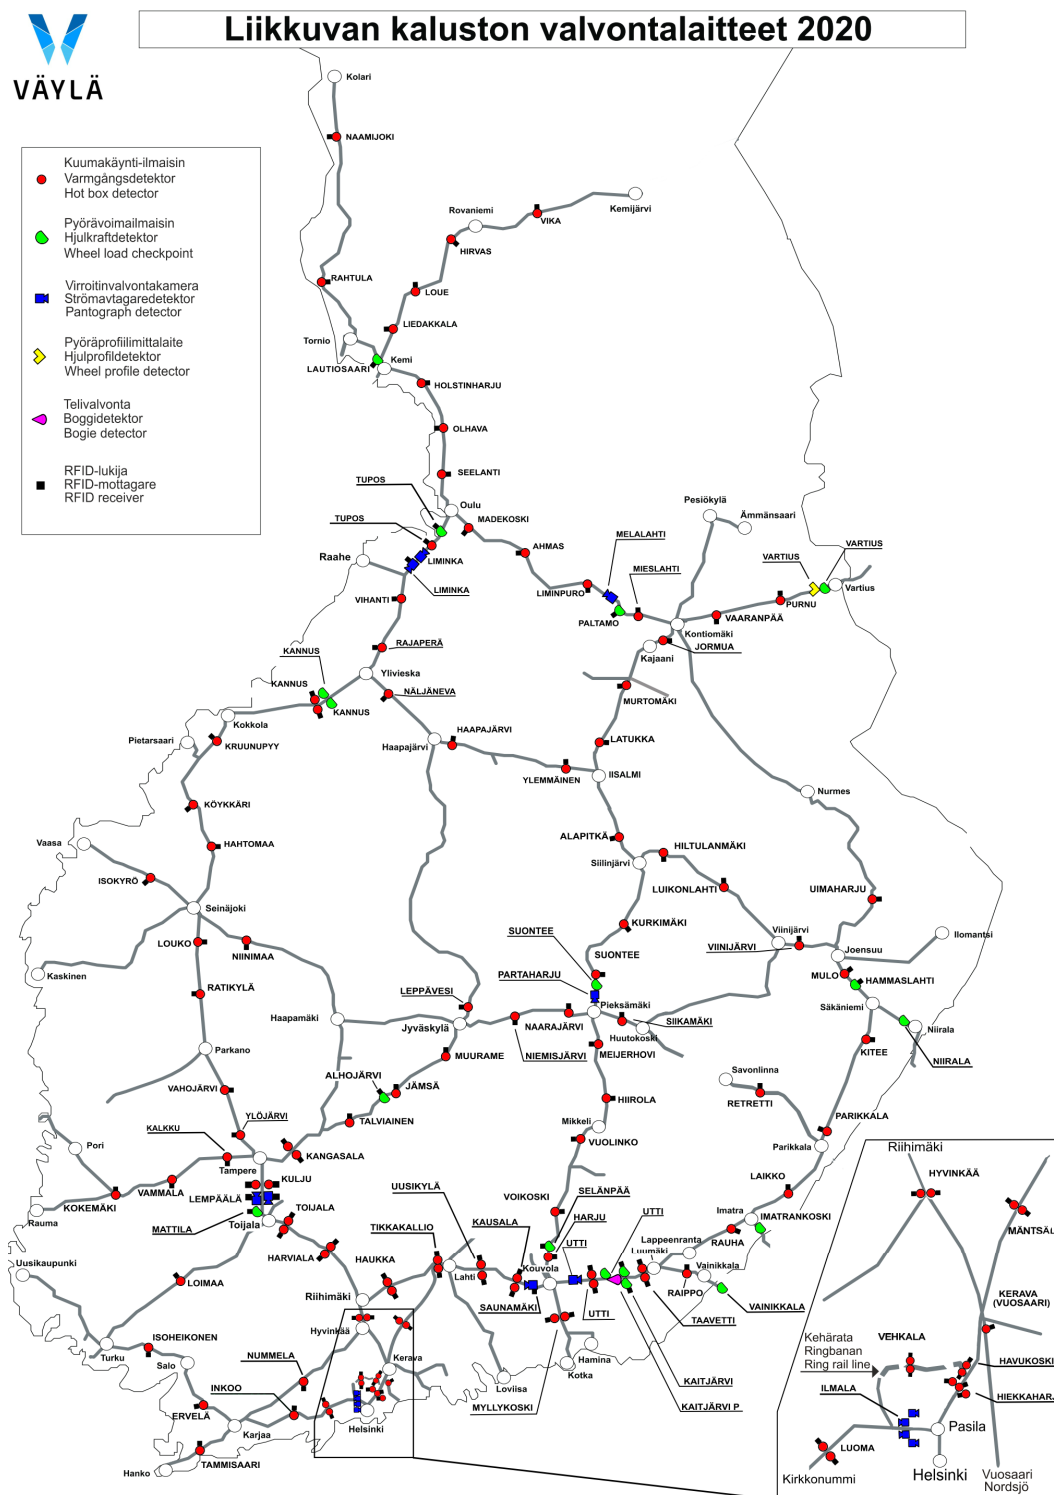 Liikkuvan kaluston valvontalaitteet 2020
VÄYLÄ
Kuumakäynti-ilmaisin
Varmgångsdetektor
Hot box detector
Pyörävoimailmaisin
Hjulkraftdetektor
Wheel load checkpoint
Virroitinvalvontakamera
Strömavtagaredetektor
Pantograph detector
Pyöräprofiilimittalaite
Hjulprofildetektor
Wheel profile detector
Telivalvonta
Boggidetektor
Bogie detector
RFID-lukija
RFID-mottagare
RFID receiver
Kolari
NAAMIJOKI
Kemijärvi
Rovaniemi
VIKA
HIRVAS
RAHTULA
LOUE
LIEDAKKALA
Tornio
Kemi
LAUTIOSAARI
HOLSTINHARJU
OLHAVA
SEELANTI
TUPOS
Oulu
Pesiökylä
Ämmänsaari
TUPOS
MADEKOSKI
MELALAHTI
VARTIUS
AHMAS
VARTIUS
Raahe
LIMINKA
MIESLAHTI
LIMINKA
LIMINPURO
Vartius
VIHANTI
PURNU
PALTAMO
VAARANPÄÄ
Kontiomäki
RAJAPERÄ
JORMUA
KANNUS
Kajaani
Ylivieska
KANNUS
NÄLJÄNEVA
MURTOMÄKI
KANNUS
Kokkola
HAAPAJÄRVI
Pietarsaari
Haapajärvi
LATUKKA
KRUUNUPYY
YLEMMÄINEN
IISALMI
Nurmes
KÖYKKÄRI
ALAPITKÄ
Vaasa
HAHTOMAA
HILTULANMÄKI
Siilinjärvi
ISOKYRÖ
LUIKONLAHTI
UIMAHARJU
Seinäjoki
KURKIMÄKI
SUONTEE
Viinijärvi
Ilomantsi
LOUKO
VIINIJÄRVI
NIINIMAA
SUONTEE
Joensuu
Kaskinen
PARTAHARJU
MULO
HAMMASLAHTI
RATIKYLÄ
LEPPÄVESI
Pieksämäki
Säkäniemi
Haapamäki
Jyväskylä
SIIKAMÄKI
Niirala
NAARAJÄRVI
Huutokoski
Parkano
MUURAME
NIEMISJÄRVI
MEIJERHOVI
KITEE
NIIRALA
ALHOJÄRVI
Savonlinna
VAHOJÄRVI
JÄMSÄ
RETRETTI
HIIROLA
YLÖJÄRVI
TALVIAINEN
PARIKKALA
KALKKU
Mikkeli
Pori
VUOLINKO
Parikkala
KANGASALA
Riihimäki
Tampere
KULJU
LAIKKO
HYVINKÄÄ
VAMMALA
UUSIKYLÄ
SELÄNPÄÄ
LEMPÄÄLÄ
VOIKOSKI
KOKEMÄKI
TOIJALA
KAUSALA
HARJU
UTTI
Imatra
IMATRANKOSKI
Rauma
MATTILA
Toijala
TIKKAKALLIO
RAUHA
MÄNTSÄL
UTTI
Lappeenranta
HARVIALA
Luumäki
Uusikaupunki
HAUKKA
Lahti
Kouvola
Vainikkala
LOIMAA
RAIPPO
Riihimäki
SAUNAMÄKI
UTTI
TAAVETTI
VAINIKKALA
KERAVA
(VUOSAARI)
Hyvinkää
ISOHEIKONEN
Turku
Salo
NUMMELA
Kerava
Hamina
Kotka
Kehärata
Ringbanan
Ring rail line
VEHKALA
HAVUKOSKI
Loviisa
KAITJÄRVI
INKOO
ILMALA
HIEKKAHARJ
ERVELÄ
MYLLYKOSKI
KAITJÄRVI P
Karjaa
Helsinki
Pasila
LUOMA
Hanko
TAMMISAARI
Kirkkonummi
Helsinki
Vuosaari
Nordsjö